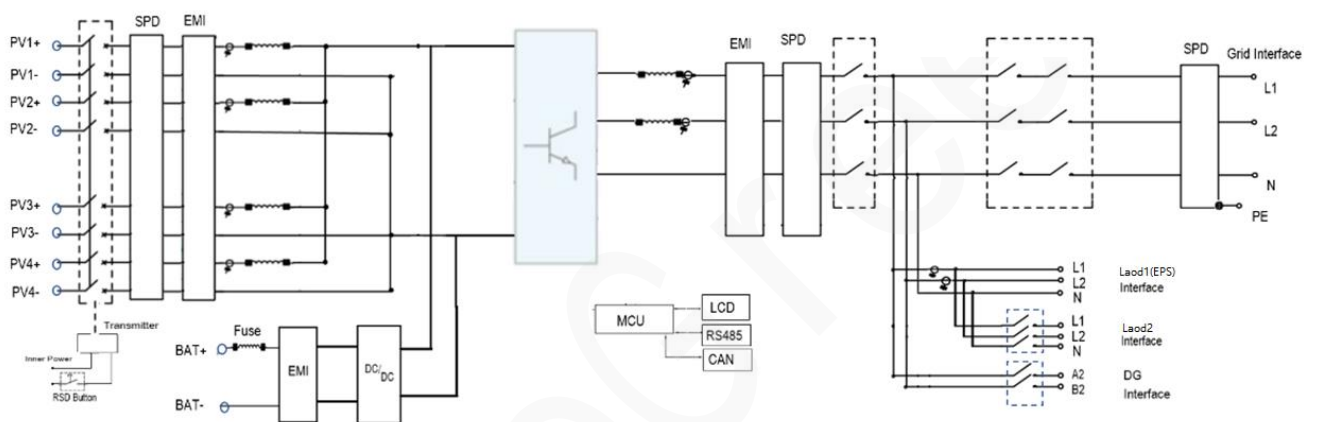 SPD
EMI
PV1+
PV1-
PV2+
PV2-
PV3+
PV3-
PV4+
PV4-
Transmitter
Inner Power
RSD Button
Fuse
BAT+
BAT-
EMI
DC/DC
MCU
LCD
RS485
CAN
EMI
SPD
SPD
Grid Interface
L1
L2
N
PE
L1
L2
N
Laod1(EPS)
Interface
L1
L2
N
Laod2
Interface
A2
B2
DG
Interface